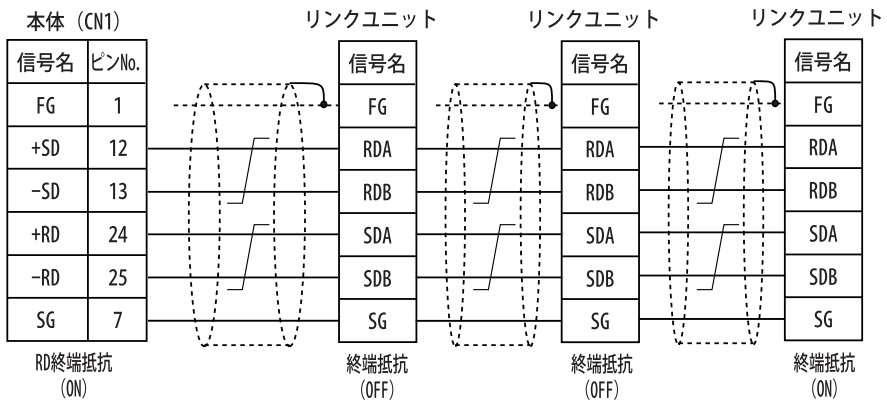 本体（CN1）
信号名 ピンNo.
FG 1
+SD 12
−SD 13
+RD 24
−RD 25
SG 7
RD終端抵抗
（ON）
リンクユニット
信号名
FG
RDA
RDB
SDA
SDB
SG
終端抵抗
（OFF）
リンクユニット
信号名
FG
RDA
RDB
SDA
SDB
SG
終端抵抗
（OFF）
リンクユニット
信号名
FG
RDA
RDB
SDA
SDB
SG
終端抵抗
（ON）